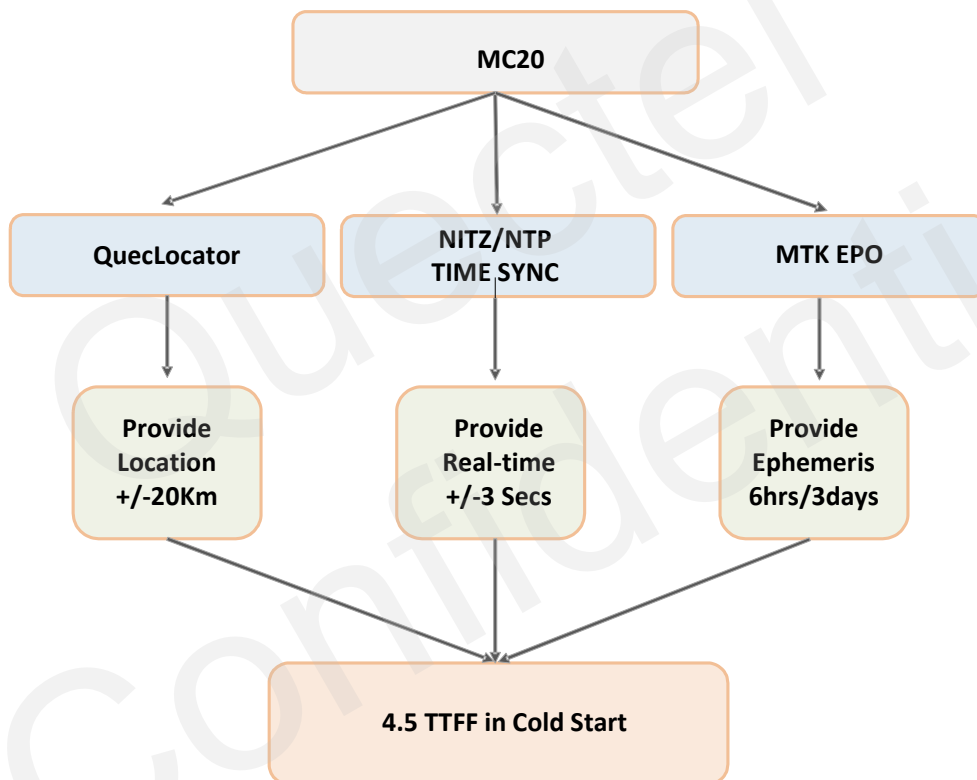 MC20
QuecLocator
NITZ/NTP
TIME SYNC
MTK EPO
Provide
Location
+/-20Km
Provide
Real-time
+/-3 Secs
Provide
Ephemeris
6hrs/3days
4.5 TTFF in Cold Start
Quectel
Confidenti